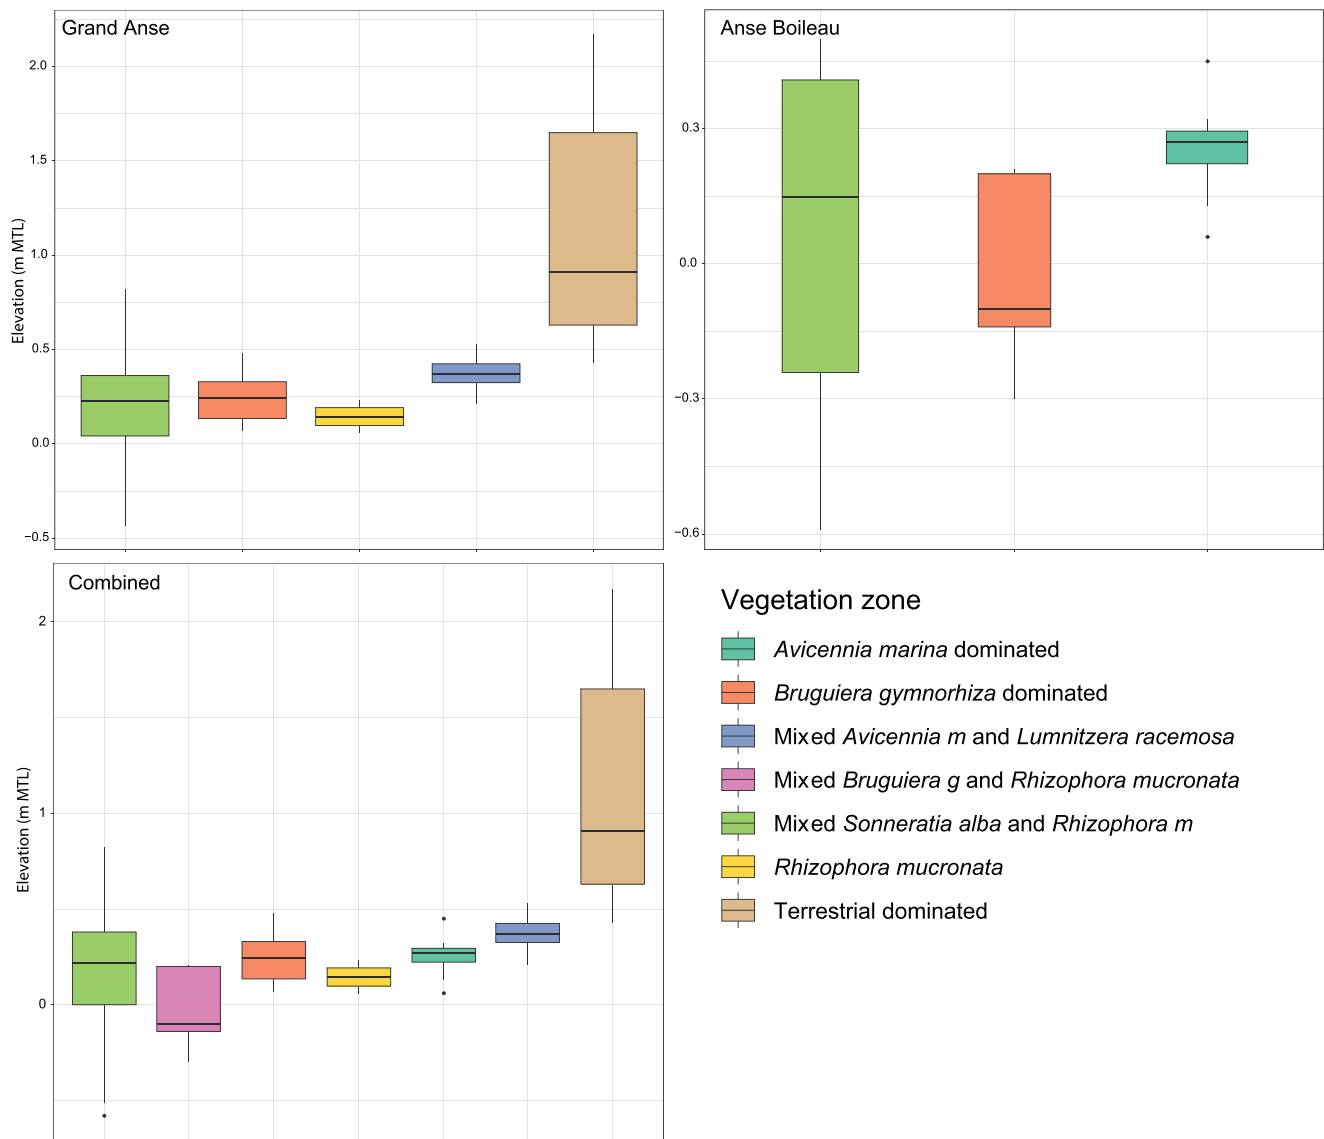 Grand Anse
Elevation (m MTL)
2.0
1.5
1.0
0.5
0.0
−0.5
Anse Boileau
0.3
0.0
−0.3
−0.6
Combined
Elevation (m MTL)
2
1
0
Vegetation zone
Avicennia marina dominated
Bruguiera gymnorhiza dominated
Mixed Avicennia m and Lumnitzera racemosa
Mixed Bruguiera g and Rhizophora mucronata
Mixed Sonneratia alba and Rhizophora m
Rhizophora mucronata
Terrestrial dominated